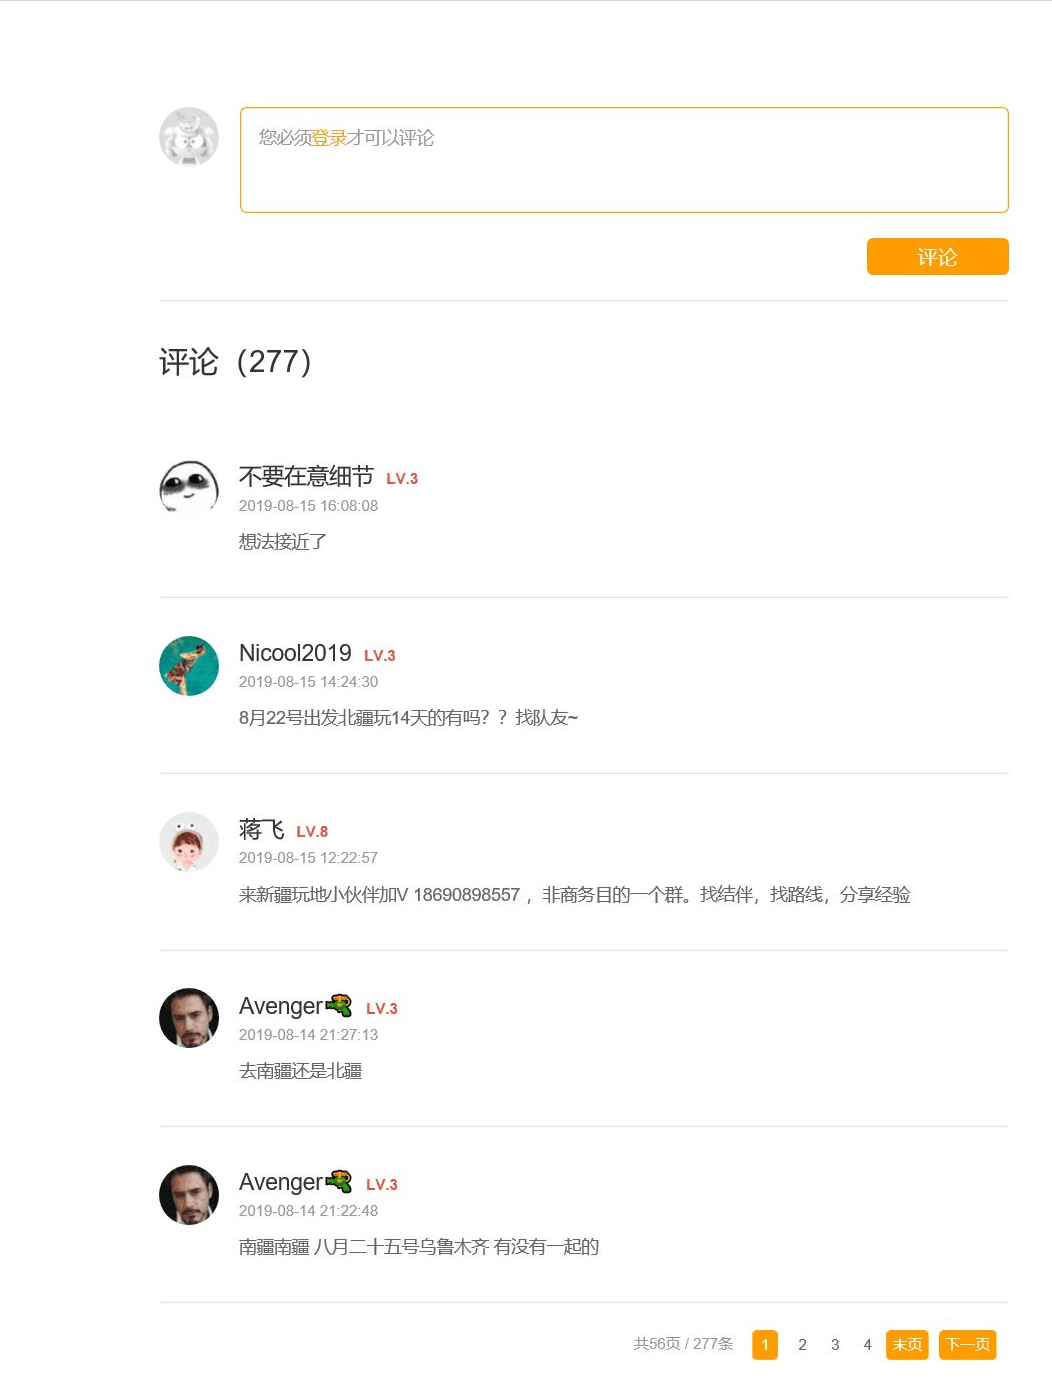 您必须登录才可以评论
评论
评论（277）
不要在意细节 LV.3
2019-08-15 16:08:08
想法接近了
Nicool2019 LV.3
2019-08-15 14:24:30
8月22号出发北疆玩14天的有吗？？找队友~
蒋飞 LV.8
2019-08-15 12:22:57
来新疆玩地小伙伴加V 18690898557 ，非商务目的一个群。找结伴，找路线，分享经验
Avenger LV.3
2019-08-14 21:27:13
去南疆还是北疆
Avenger LV.3
2019-08-14 21:22:48
南疆南疆 八月二十五号乌鲁木齐 有没有一起的
共56页 / 277条 1 2 3 4 末页 下一页